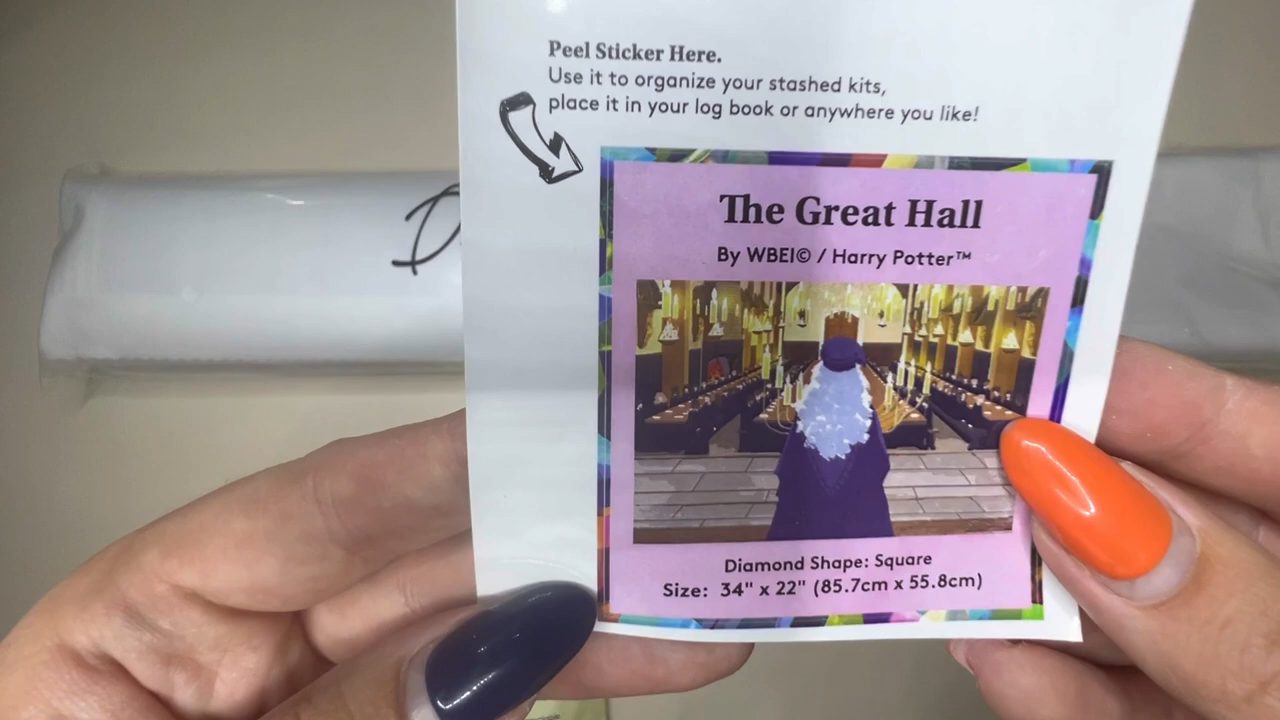 Peel Sticker Here.
Use it to organize your stashed kits,
place it in your log book or anywhere you like!
The Great Hall
By WBEI© / Harry Potter™
Diamond Shape: Square
Size: 34" x 22" (85.7cm x 55.8cm)